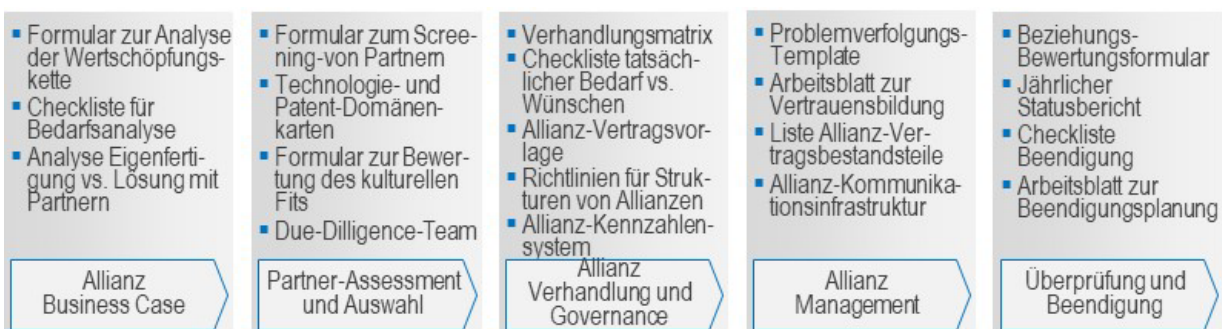 Formular zur Analyse
der Wertschöpfungs-
kette
Checkliste für
Bedarfsanalyse
Analyse Eigenferti-
gung vs. Lösung mit
Partnern
Allianz
Business Case
Formular zum Scree-
ning-von Partnern
Technologie- und
Patent-Domänen-
karten
Formular zur Bewer-
tung des kulturellen
Fits
Due-Dilligence-Team
Partner-Assessment
und Auswahl
Verhandlungsmatrix
Checkliste tatsäch-
licher Bedarf vs.
Wünschen
Allianz-Vertragsvor-
lage
Richtlinien für Struk-
turen von Allianzen
Allianz-Kennzahlen-
system
Allianz
Verhandlung und
Governance
Problemverfolgungs-
Template
Arbeitsblatt zur
Vertrauensbildung
Liste Allianz-Ver-
tragsbestandteile
Allianz-Kommunika-
tionsinfrastruktur
Allianz
Management
Beziehungs-
Bewertungsformular
Jährlicher
Statusbericht
Checkliste
Beendigung
Arbeitsblatt zur
Beendigungsplanung
Überprüfung und
Beendigung